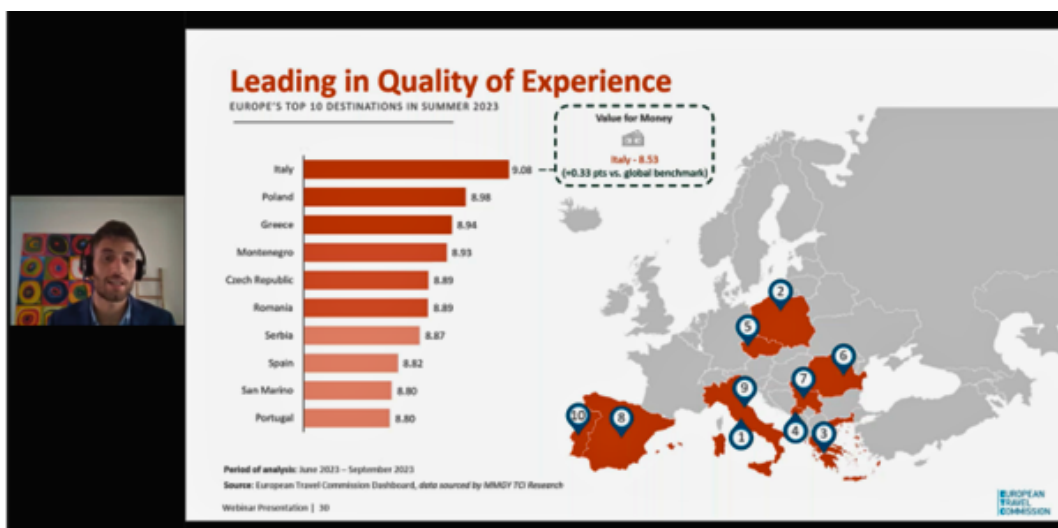 Leading in Quality of Experience
EUROPE'S TOP 10 DESTINATIONS IN SUMMER 2023
Value for Money
Italy - 8.53
(+0.33 pts vs. global benchmark)
Italy 9.08
Poland 8.98
Greece 8.94
Montenegro 8.93
Czech Republic 8.89
Romania 8.89
Serbia 8.87
Spain 8.82
San Marino 8.80
Portugal 8.80
2
5
6
7
9
10
8
1
4
3
Period of analysis: June 2023 – September 2023
Source: European Travel Commission Dashboard, data sourced by MMGY TCI Research
Webinar Presentation | 30
EUROPEAN
TRAVEL
COMMISSION